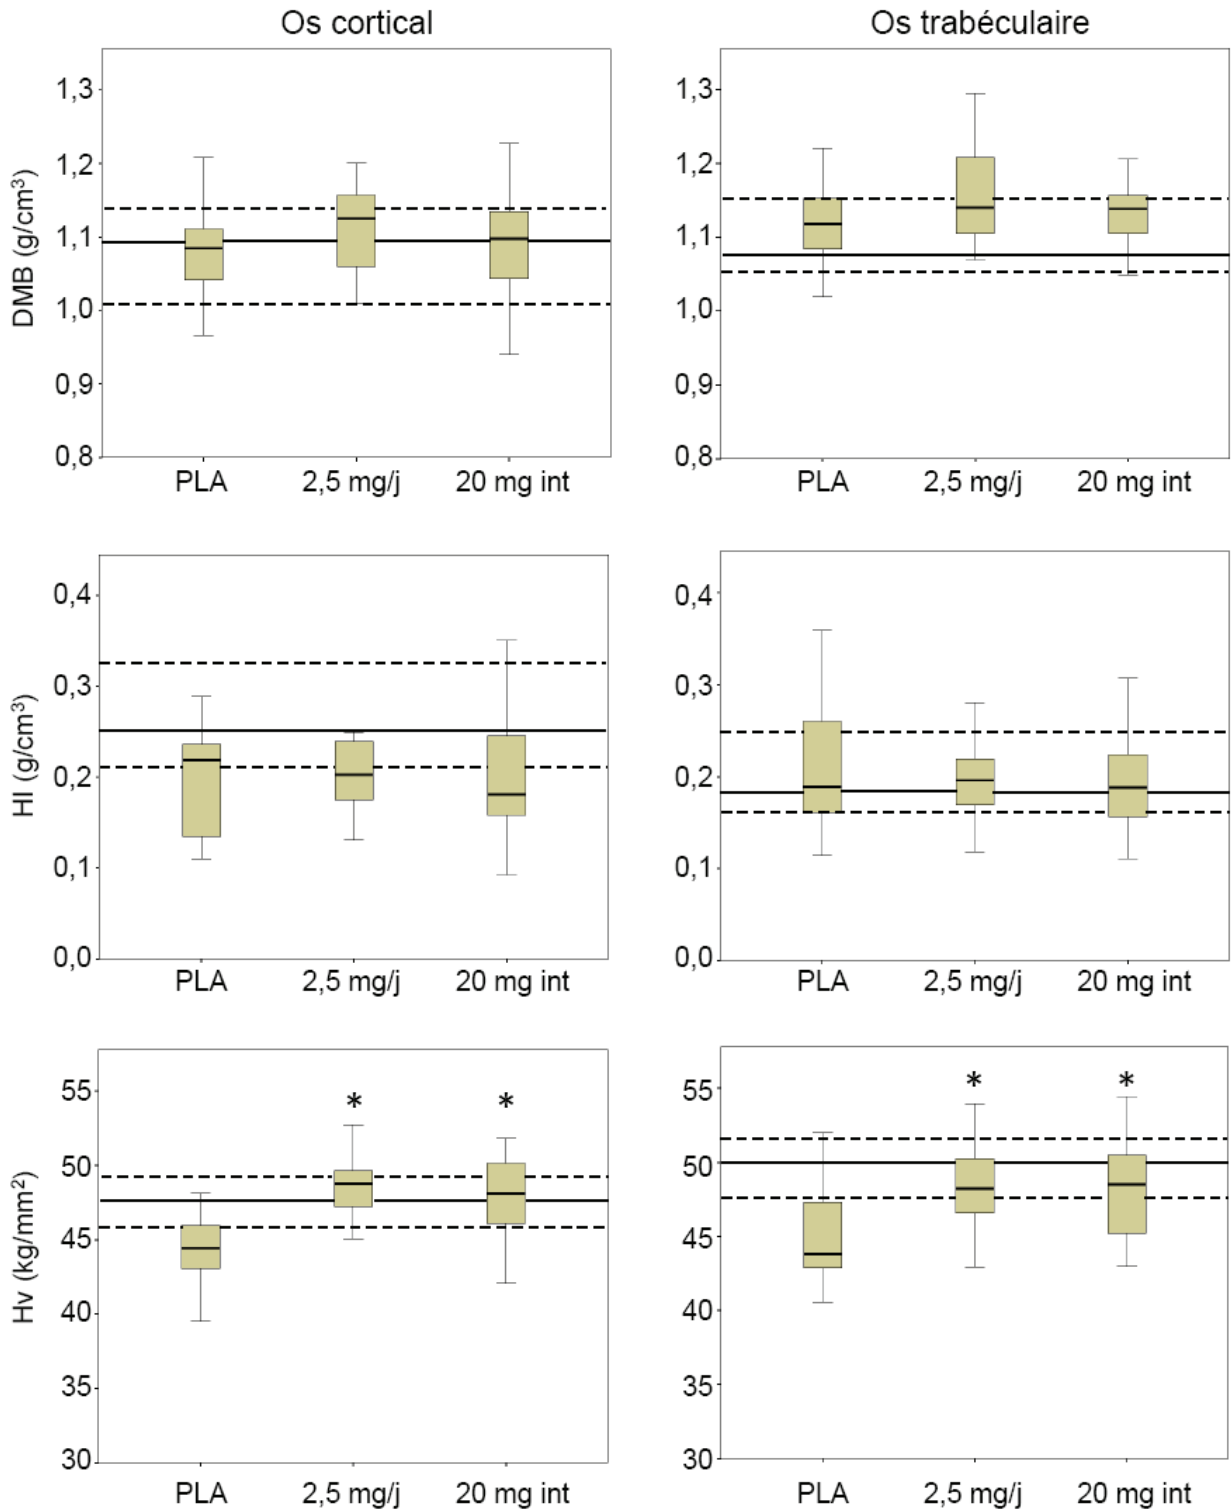 Os cortical
Os trabéculaire
DMB (g/cm³)
1,3
1,2
1,1
1,0
0,9
0,8
PLA
2,5 mg/j
20 mg int
1,3
1,2
1,1
1,0
0,9
0,8
PLA
2,5 mg/j
20 mg int
HI (g/cm³)
0,4
0,3
0,2
0,1
0,0
PLA
2,5 mg/j
20 mg int
0,4
0,3
0,2
0,1
0,0
PLA
2,5 mg/j
20 mg int
Hv (kg/mm²)
55
50
45
40
35
30
* *
PLA
2,5 mg/j
20 mg int
55
50
45
40
35
30
* *
PLA
2,5 mg/j
20 mg int